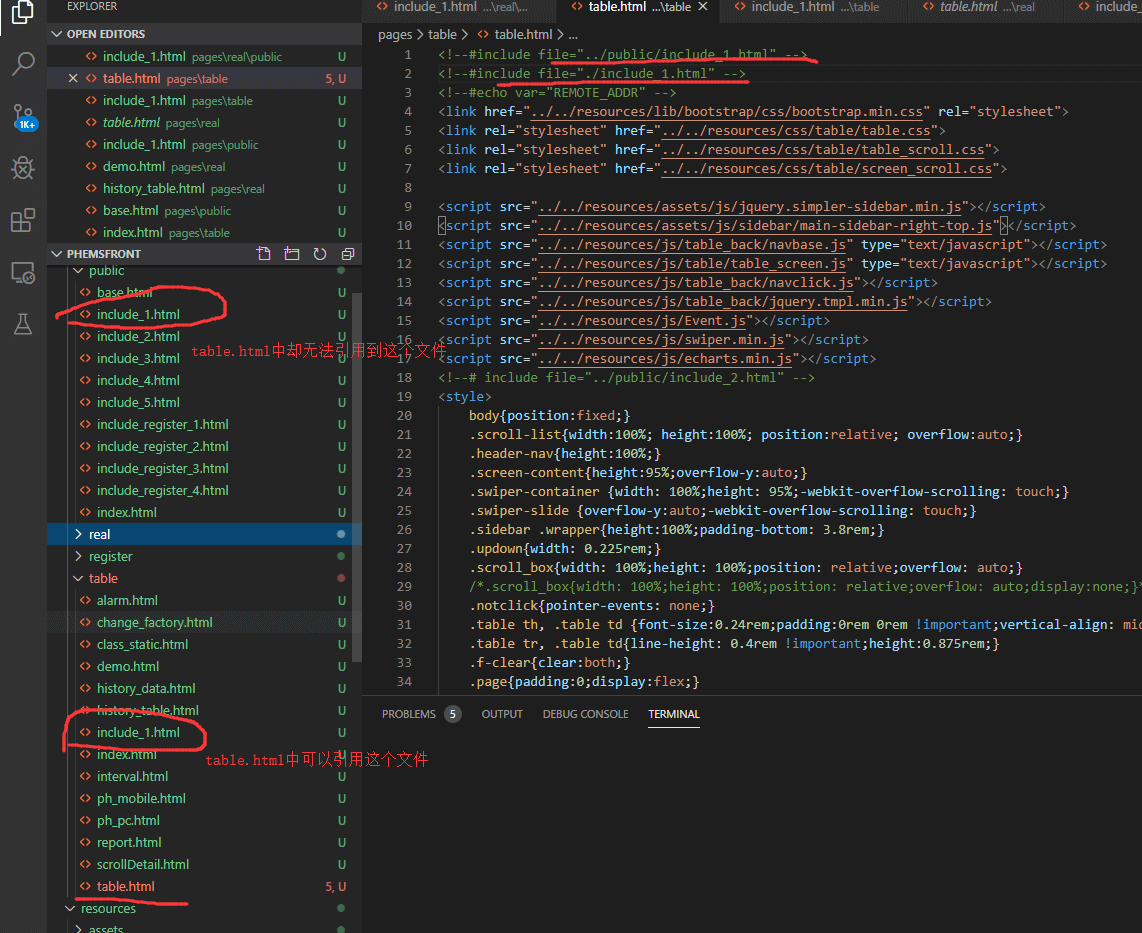 EXPLORER
OPEN EDITORS
include_1.html pages\real\public U
table.html pages\table 5, U
include_1.html pages\table U
table.html pages\real U
include_1.html pages\public U
demo.html pages\real U
history_table.html pages\real U
base.html pages\public U
index.html pages\table U
1K+
PHEMSFRONT
public
base.html U
include_1.html U
include_2.html U
table.html中却无法引用到这个文件
include_3.html U
include_4.html U
include_5.html U
include_register_1.html U
include_register_2.html U
include_register_3.html U
include_register_4.html U
index.html U
real
register
table
alarm.html U
change_factory.html U
class_static.html U
demo.html U
history_data.html U
history_table.html U
include_1.html U
index.html U
table.html中可以引用这个文件
interval.html U
ph_mobile.html U
ph_pc.html U
report.html U
scrollDetail.html U
table.html 5, U
resources
assets
include_1.html ...\real\...
table.html ...\table
include_1.html ...\table
table.html ...\real
include_
pages > table > table.html > ...
1 <!--#include file="../public/include_1.html" -->
2 <!--#include file="./include_1.html" -->
3 <!--#echo var="REMOTE_ADDR" -->
4 <link href="../../resources/lib/bootstrap/css/bootstrap.min.css" rel="stylesheet">
5 <link rel="stylesheet" href="../../resources/css/table/table.css">
6 <link rel="stylesheet" href="../../resources/css/table/table_scroll.css">
7 <link rel="stylesheet" href="../../resources/css/table/screen_scroll.css">
8
9 <script src="../../resources/assets/js/jquery.simpler-sidebar.min.js"></script>
10 <script src="../../resources/assets/js/sidebar/main-sidebar-right-top.js"></script>
11 <script src="../../resources/js/table_back/navbase.js" type="text/javascript"></script>
12 <script src="../../resources/js/table/table_screen.js" type="text/javascript"></script>
13 <script src="../../resources/js/table_back/navclick.js"></script>
14 <script src="../../resources/js/table_back/jquery.tmpl.min.js"></script>
15 <script src="../../resources/js/Event.js"></script>
16 <script src="../../resources/js/swiper.min.js"></script>
17 <script src="../../resources/js/echarts.min.js"></script>
18 <!--# include file="../public/include_2.html" -->
19 <style>
20 body{position:fixed;}
21 .scroll-list{width:100%; height:100%; position:relative; overflow:auto;}
22 .header-nav{height:100%;}
23 .screen-content{height:95%;overflow-y:auto;}
24 .swiper-container {width: 100%;height: 95%;-webkit-overflow-scrolling: touch;}
25 .swiper-slide {overflow-y:auto;-webkit-overflow-scrolling: touch;}
26 .sidebar .wrapper{height:100%;padding-bottom: 3.8rem;}
27 .updown{width: 0.225rem;}
28 .scroll_box{width: 100%;height: 100%;position: relative;overflow: auto;}
29 /*.scroll_box{width: 100%;height: 100%;position: relative;overflow: auto;display:none;}*
30 .notclick{pointer-events: none;}
31 .table th, .table td {font-size:0.24rem;padding:0rem 0rem !important;vertical-align: mid
32 .table tr, .table td{line-height: 0.4rem !important;height:0.875rem;}
33 .f-clear{clear:both;}
34 .page{padding:0;display:flex;}
PROBLEMS 5 OUTPUT DEBUG CONSOLE TERMINAL